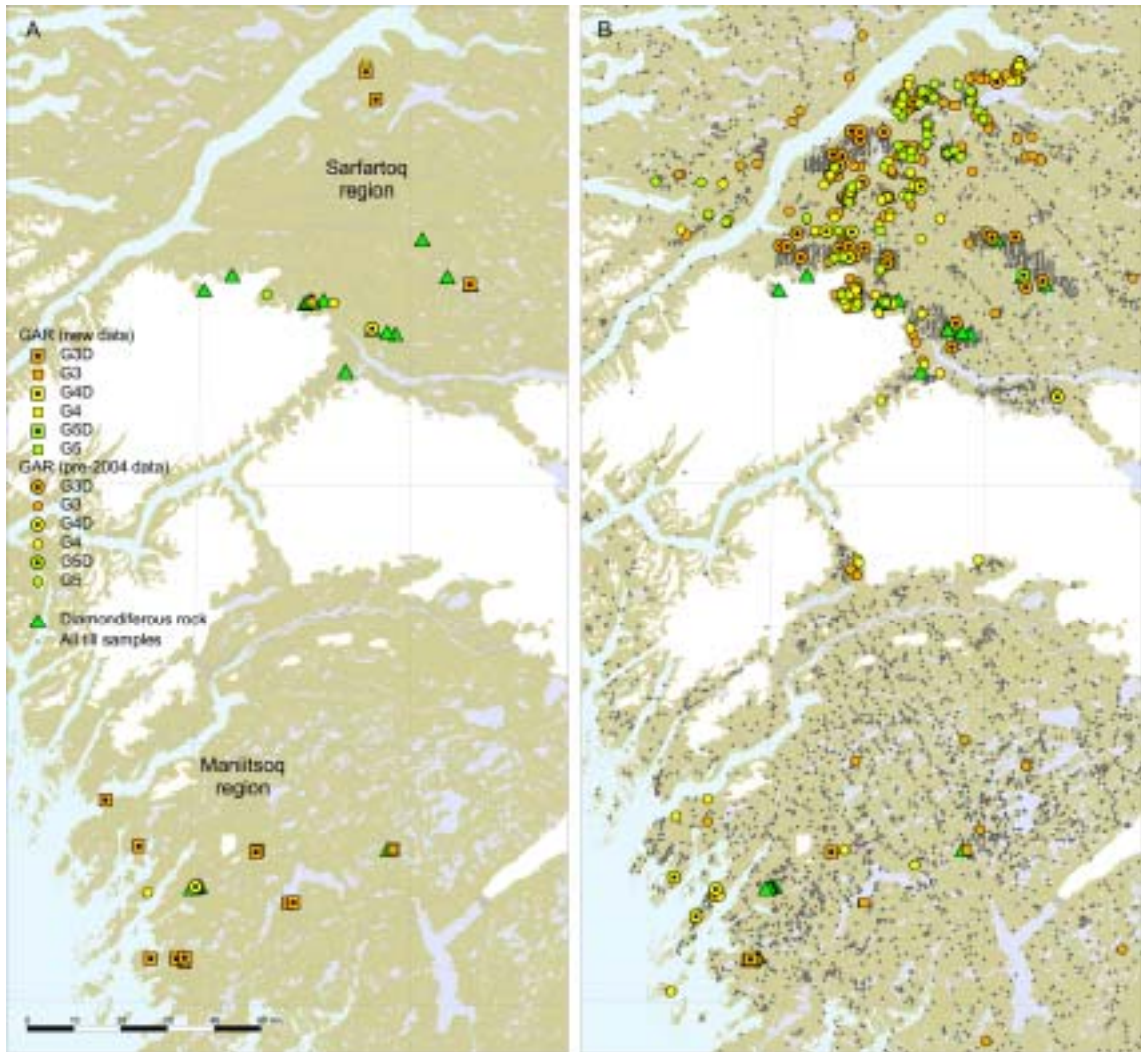 A
B
Sarfartoq
region
GAR (new data)
G3D
G3
G4D
G4
G5D
G5
GAR (pre-2004 data)
G3D
G3
G4D
G4
G5D
G5
Diamondiferous rock
All till samples
Maniitsoq
region
0